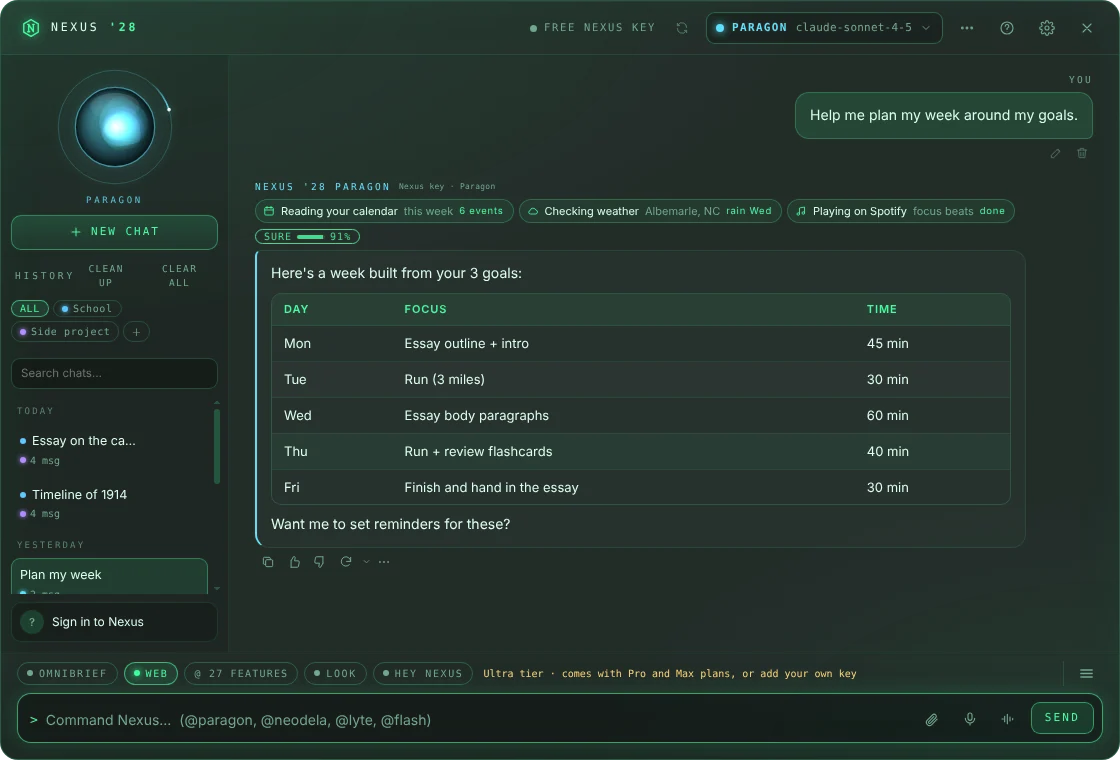 NEXUS '28
FREE NEXUS KEY
PARAGON claude-sonnet-4-5
PARAGON
+ NEW CHAT
HISTORY
CLEAN UP
CLEAR ALL
ALL
School
Side project
+
Search chats...
TODAY
Essay on the ca...
4 msg
Timeline of 1914
4 msg
YESTERDAY
Plan my week
2 msg
? Sign in to Nexus
YOU
Help me plan my week around my goals.
NEXUS '28 PARAGON Nexus key · Paragon
Reading your calendar this week 6 events
Checking weather Albemarle, NC rain Wed
Playing on Spotify focus beats done
SURE 91%
Here's a week built from your 3 goals:
DAY FOCUS TIME
Mon Essay outline + intro 45 min
Tue Run (3 miles) 30 min
Wed Essay body paragraphs 60 min
Thu Run + review flashcards 40 min
Fri Finish and hand in the essay 30 min
Want me to set reminders for these?
OMNIBRIEF
WEB
@ 27 FEATURES
LOOK
HEY NEXUS
Ultra tier · comes with Pro and Max plans, or add your own key
> Command Nexus... (@paragon, @neodela, @lyte, @flash)
SEND